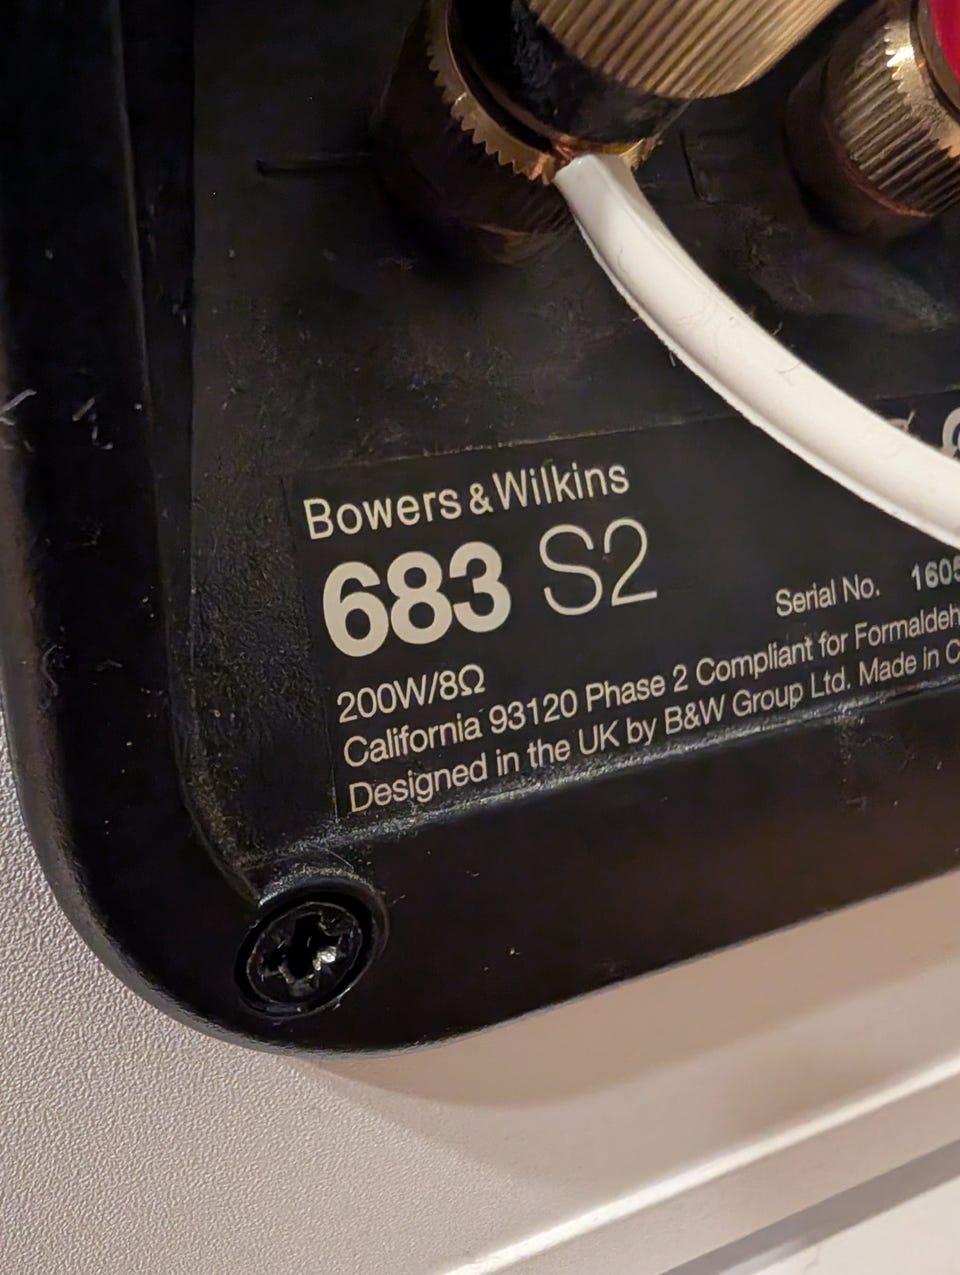 Bowers & Wilkins
683 S2
Serial No. 1605
200W/8Ω
California 93120 Phase 2 Compliant for
Designed in the UK by B&W Group Ltd. Made in